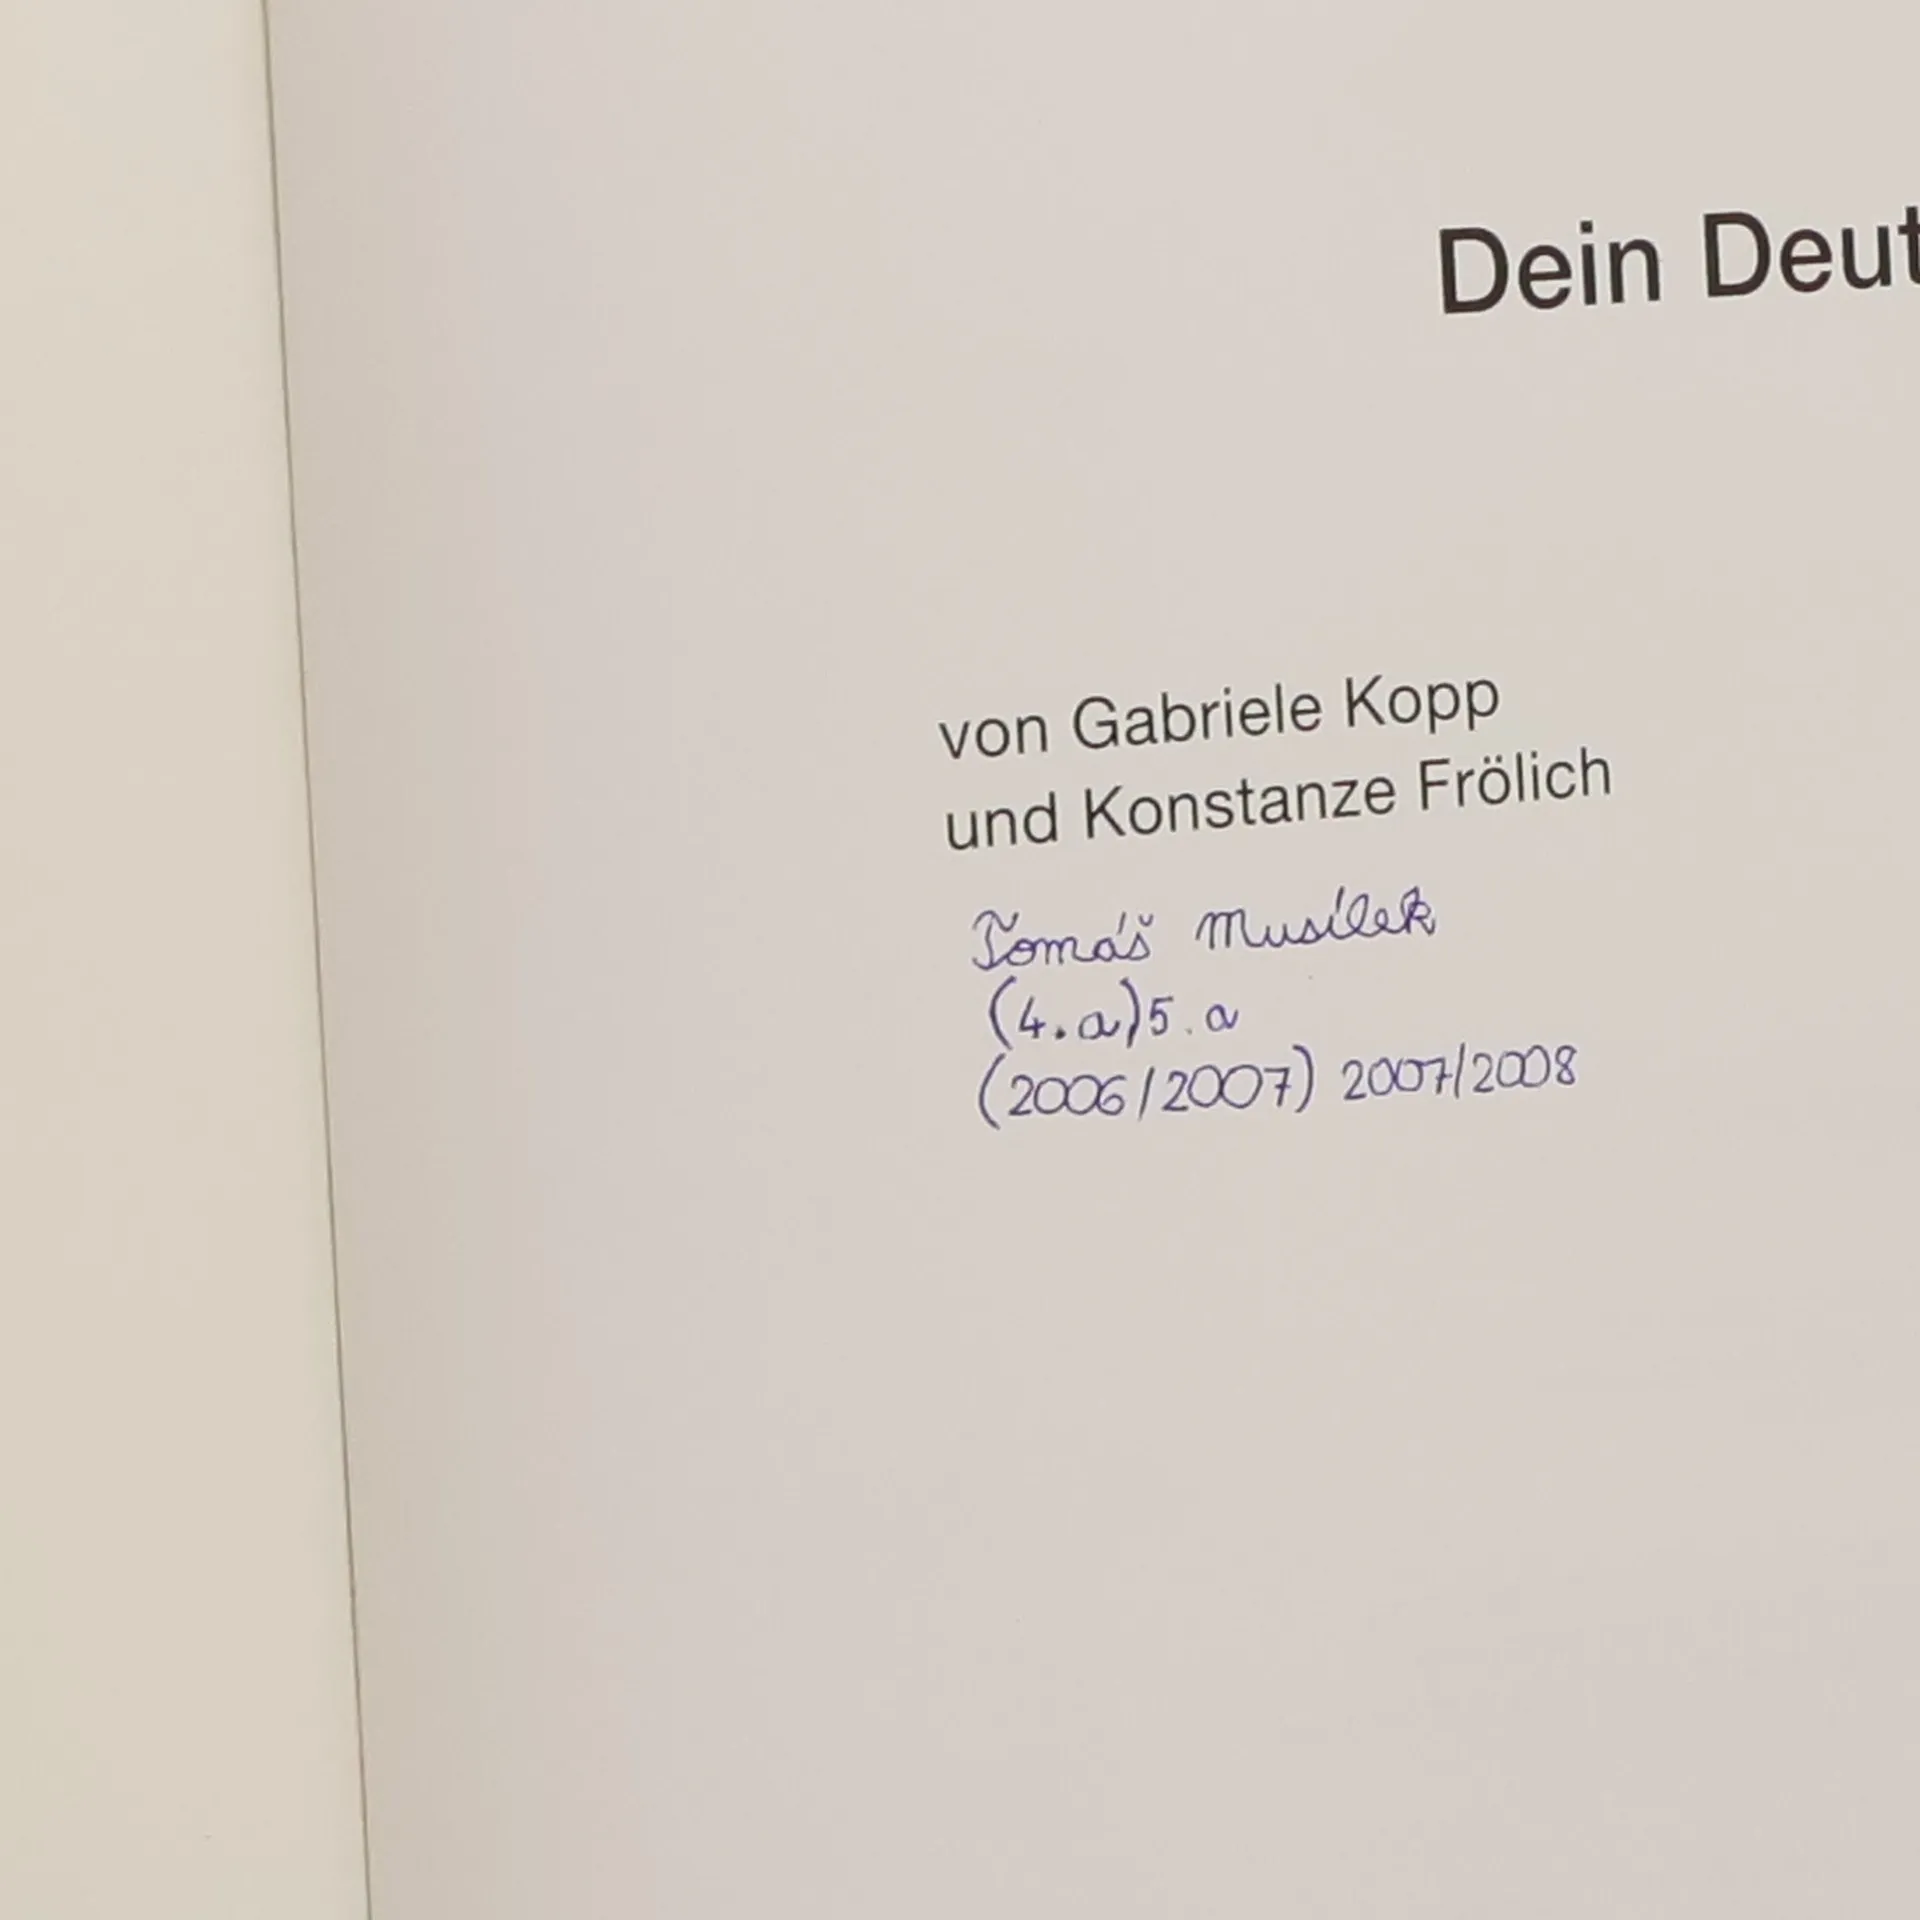 Dein Deut
von Gabriele Kopp
und Konstanze Frölich
Tomáš Musílek
(4.a)5.a
(2006/2007) 2007/2008